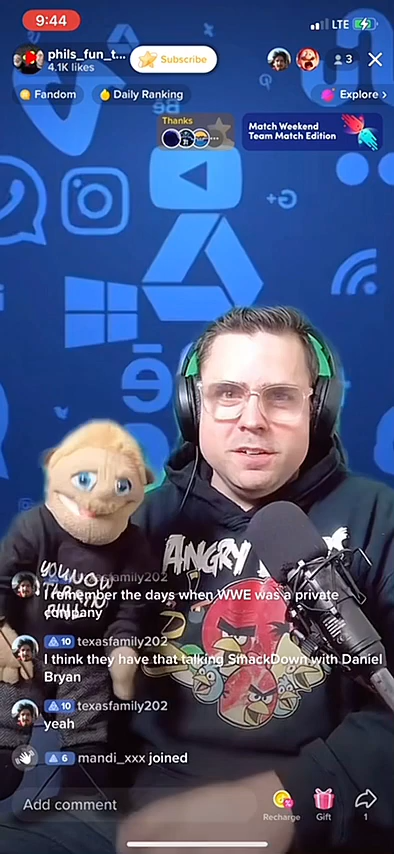 9:44
LTE
phils_fun_t...
4.1K likes
Subscribe
3
Fandom
Daily Ranking
Explore
Thanks
Match Weekend
Team Match Edition
G+
ANGRY
YOUNOW
texasfamily202
I remember the days when WWE was a private
company
10 texasfamily202
I think they have that talking SmackDown with Daniel
Bryan
10 texasfamily202
yeah
6 mandi_xxx joined
Add comment
Recharge
Gift
1